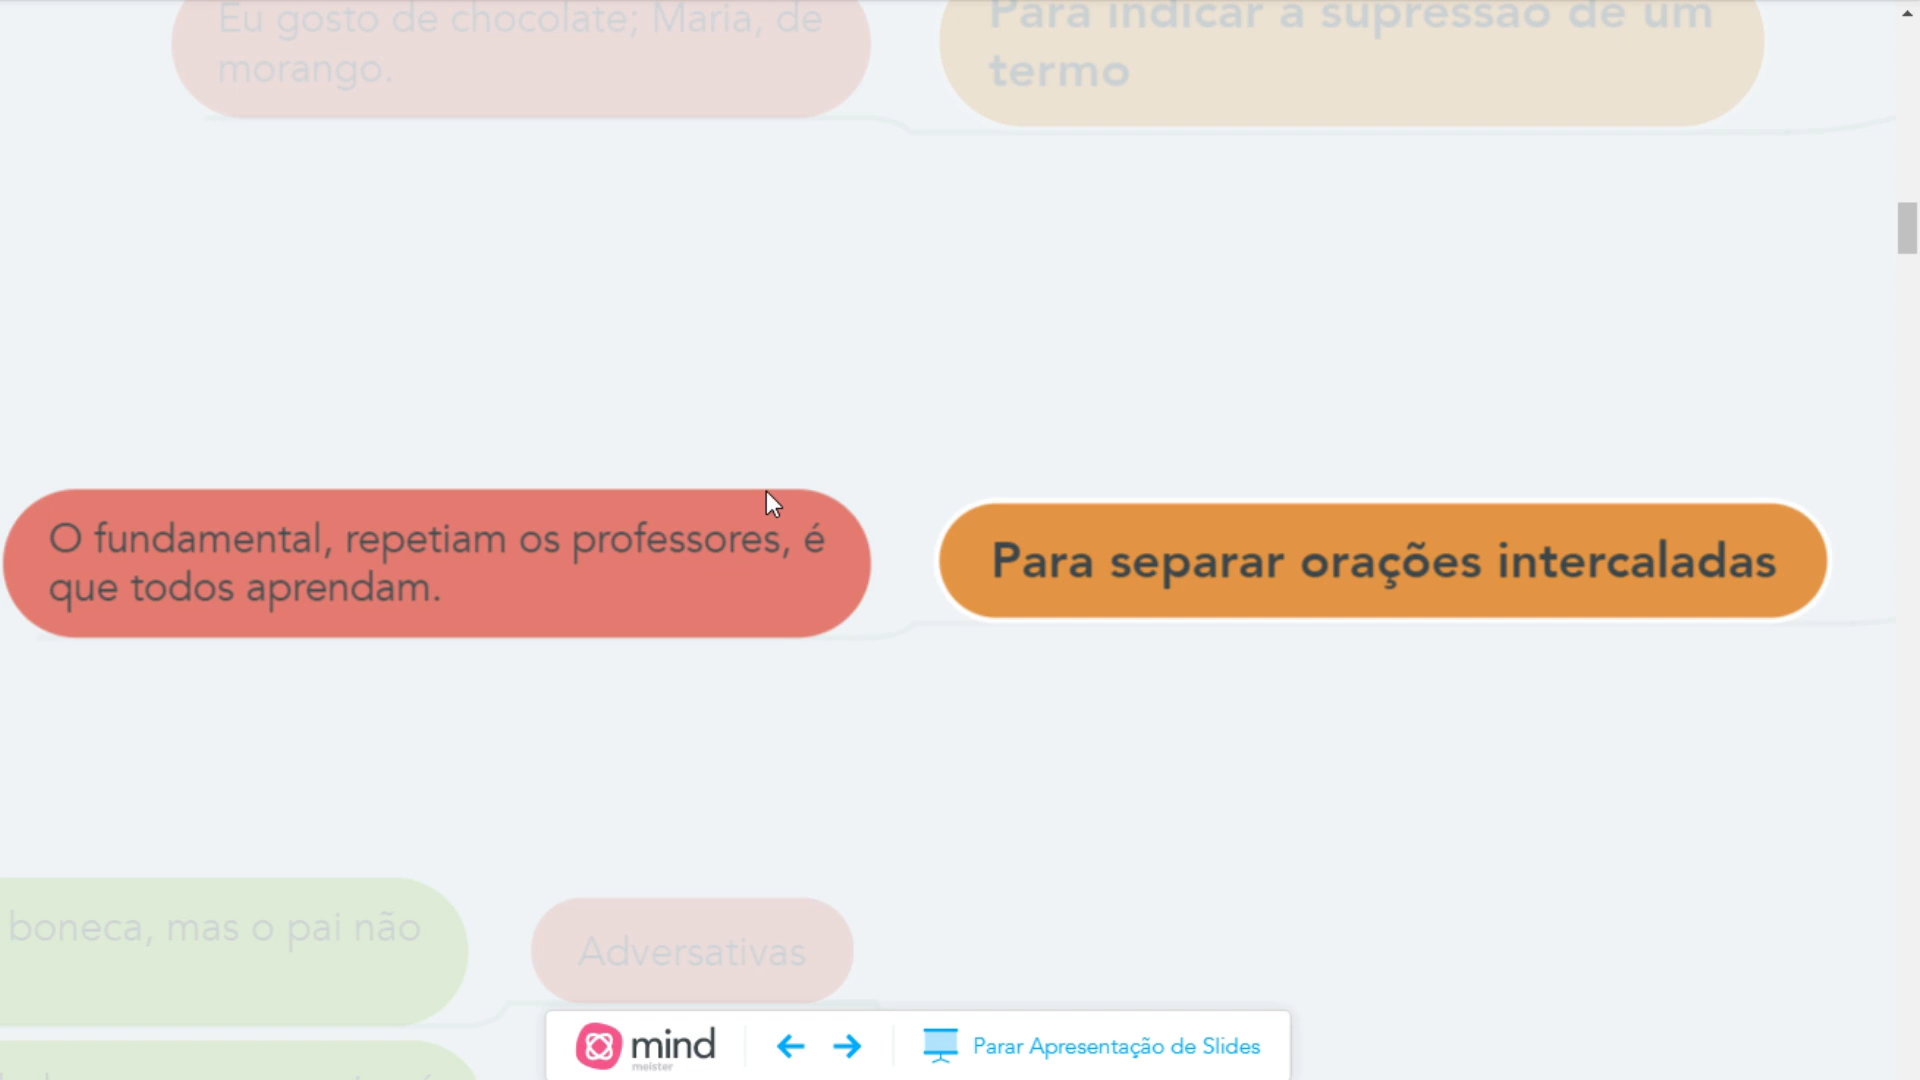 Eu gosto de chocolate; Maria, de
morango.
Para indicar a supressão de um
termo
O fundamental, repetiam os professores, é
que todos aprendam.
Para separar orações intercaladas
boneca, mas o pai não
Adversativas
mind
meister
Parar Apresentação de Slides